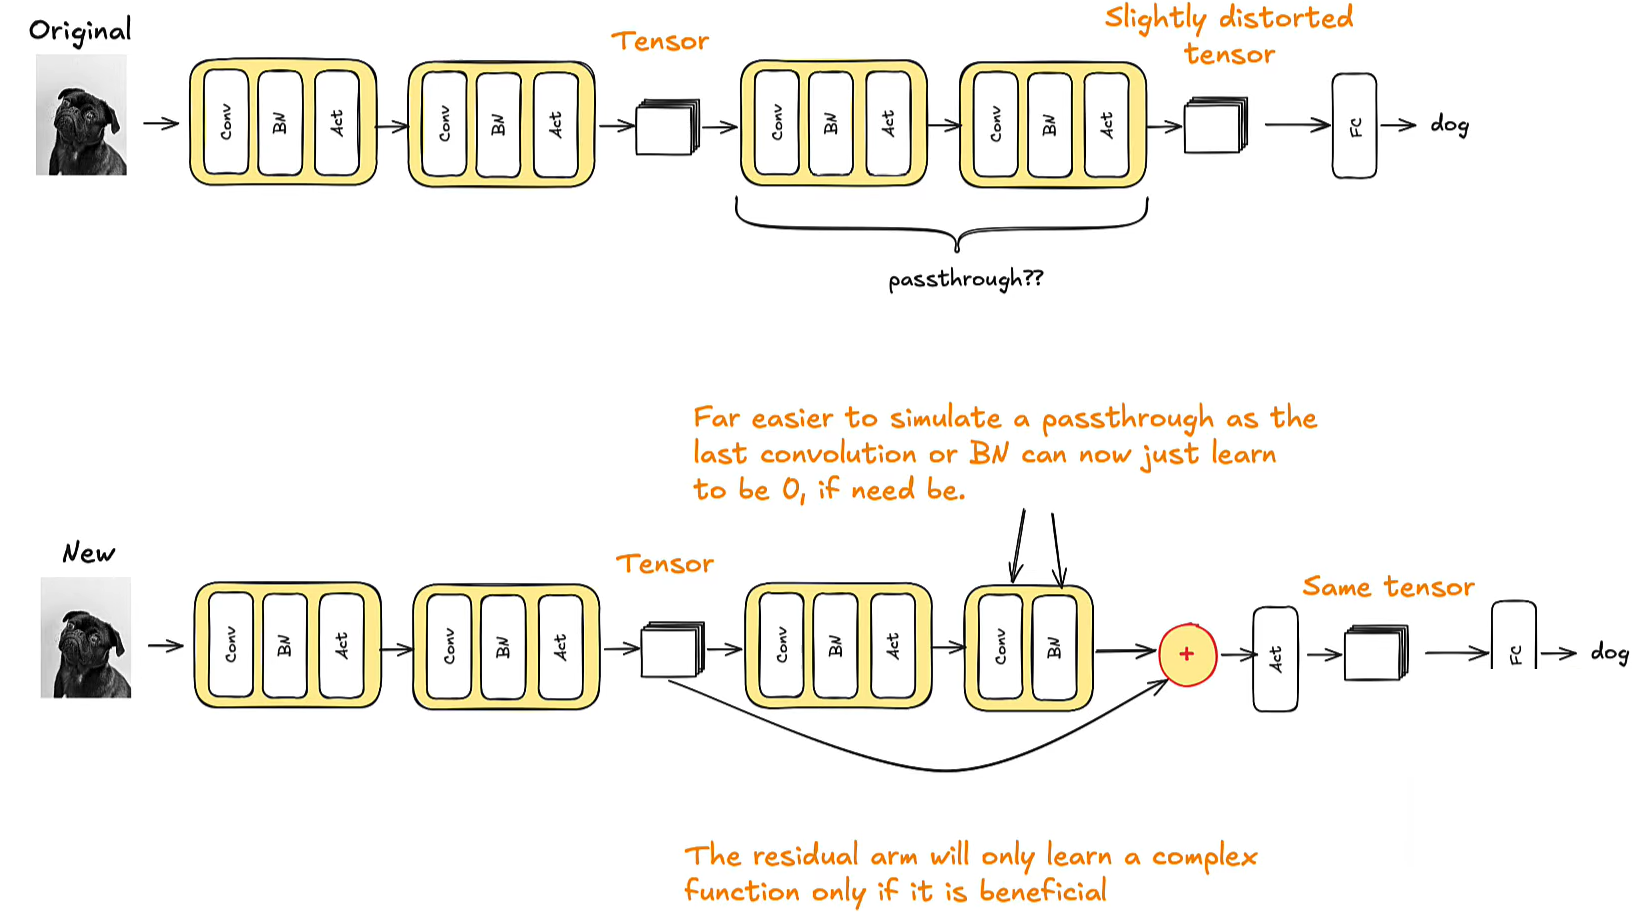 Original
Tensor
Slightly distorted
tensor
Conv
BN
Act
Conv
BN
Act
Conv
BN
Act
Conv
BN
Act
FC
dog
passthrough??
Far easier to simulate a passthrough as the
last convolution or BN can now just learn
to be 0, if need be.
New
Tensor
Same tensor
Conv
BN
Act
Conv
BN
Act
Conv
BN
Act
Conv
BN
+
Act
FC
dog
The residual arm will only learn a complex
function only if it is beneficial